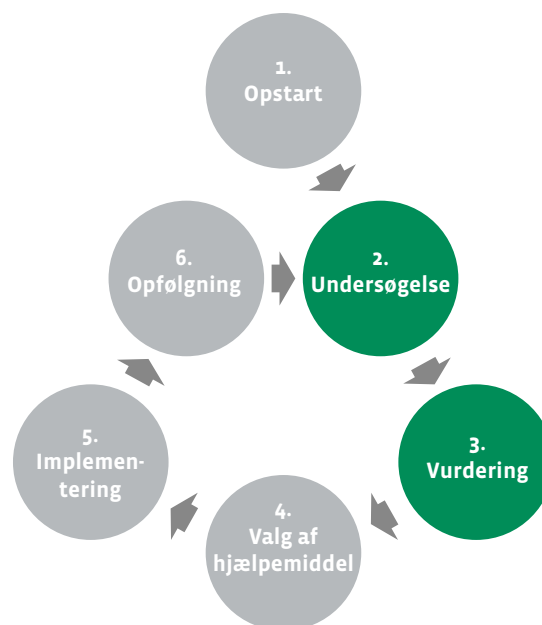 1.
Opstart
2.
Undersøgelse
3.
Vurdering
4.
Valg af
hjælpemiddel
5.
Implemen-
tering
6.
Opfølgning